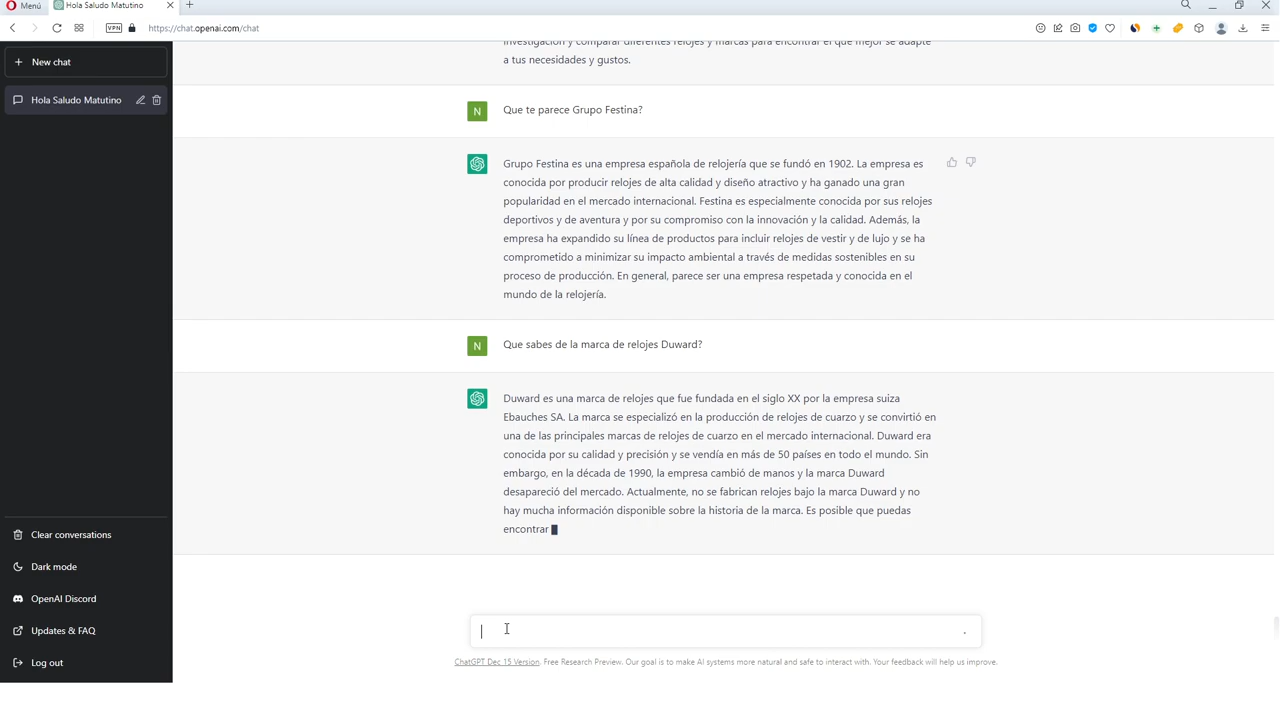 Menú
Hola Saludo Matutino
VPN
https://chat.openai.com/chat
New chat
Hola Saludo Matutino
Clear conversations
Dark mode
OpenAI Discord
Updates & FAQ
Log out
investigación y comparar diferentes relojes y marcas para encontrar el que mejor se adapte
a tus necesidades y gustos.
N
Que te parece Grupo Festina?
Grupo Festina es una empresa española de relojería que se fundó en 1902. La empresa es
conocida por producir relojes de alta calidad y diseño atractivo y ha ganado una gran
popularidad en el mercado internacional. Festina es especialmente conocida por sus relojes
deportivos y de aventura y por su compromiso con la innovación y la calidad. Además, la
empresa ha expandido su línea de productos para incluir relojes de vestir y de lujo y se ha
comprometido a minimizar su impacto ambiental a través de medidas sostenibles en su
proceso de producción. En general, parece ser una empresa respetada y conocida en el
mundo de la relojería.
N
Que sabes de la marca de relojes Duward?
Duward es una marca de relojes que fue fundada en el siglo XX por la empresa suiza
Ebauches SA. La marca se especializó en la producción de relojes de cuarzo y se convirtió en
una de las principales marcas de relojes de cuarzo en el mercado internacional. Duward era
conocida por su calidad y precisión y se vendía en más de 50 países en todo el mundo. Sin
embargo, en la década de 1990, la empresa cambió de manos y la marca Duward
desapareció del mercado. Actualmente, no se fabrican relojes bajo la marca Duward y no
hay mucha información disponible sobre la historia de la marca. Es posible que puedas
encontrar
ChatGPT Dec 15 Version. Free Research Preview. Our goal is to make AI systems more natural and safe to interact with. Your feedback will help us improve.